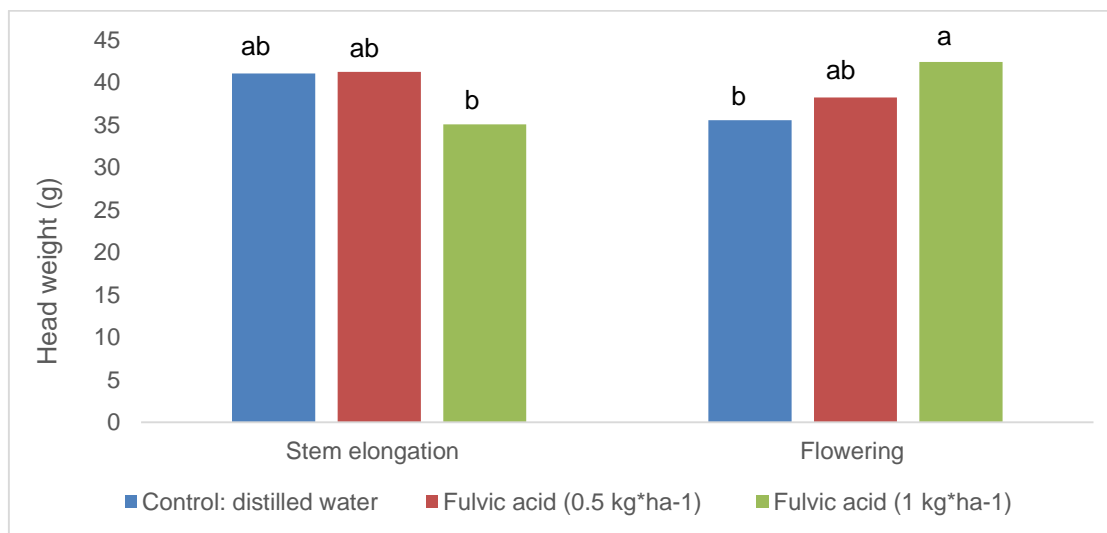 45
40
35
30
25
20
15
10
5
0
Head weight (g)
ab
ab
b
b
ab
a
Stem elongation
Flowering
Control: distilled water
Fulvic acid (0.5 kg*ha-1)
Fulvic acid (1 kg*ha-1)